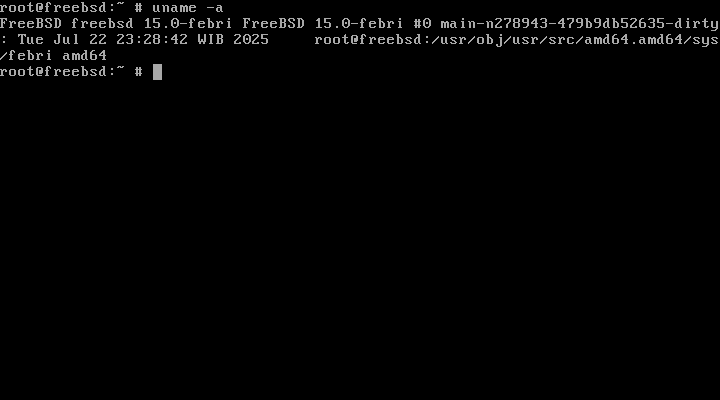 root@freebsd:~ # uname -a
FreeBSD freebsd 15.0-febri FreeBSD 15.0-febri #0 main-n278943-479b9db52635-dirty
: Tue Jul 22 23:28:42 WIB 2025     root@freebsd:/usr/obj/usr/src/amd64.amd64/sys
/febri amd64
root@freebsd:~ #